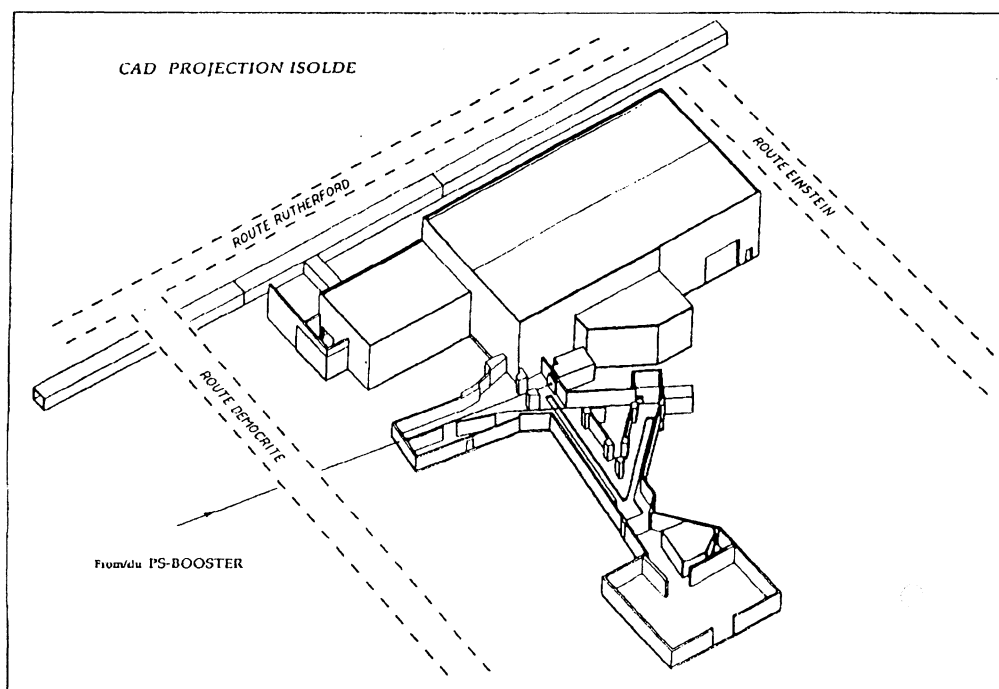 CAD PROJECTION ISOLDE
ROUTE RUTHERFORD
ROUTE EINSTEIN
ROUTE DEMOCRITE
From/du PS-BOOSTER